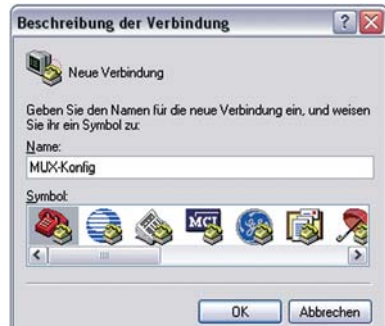 Beschreibung der Verbindung
Neue Verbindung
Geben Sie den Namen für die neue Verbindung ein, und weisen
Sie ihr ein Symbol zu:
Name:
MUX-Konfig
Symbol:
MCI
OK Abbrechen